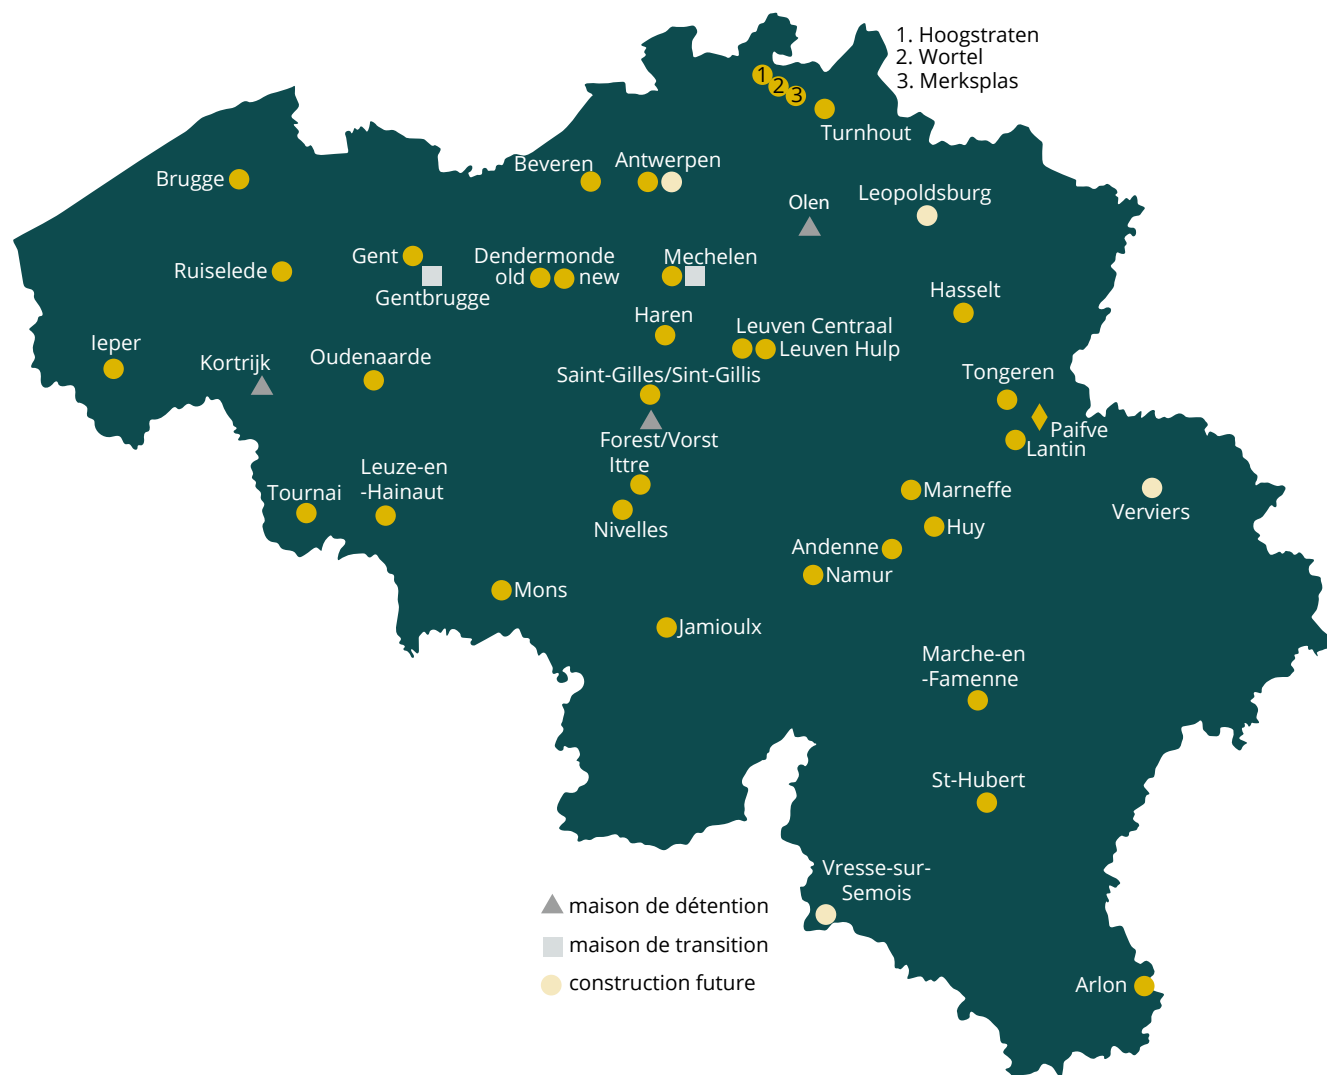 1. Hoogstraten
2. Wortel
3. Merksplas
1
2
3
Turnhout
Beveren
Antwerpen
Brugge
Leopoldsburg
Olen
Gent
Dendermonde
Mechelen
Ruiselede
old
new
Gentbrugge
Hasselt
Haren
Leuven Centraal
Ieper
Leuven Hulp
Kortrijk
Oudenaarde
Saint-Gilles/Sint-Gillis
Tongeren
Paifve
Forest/Vorst
Lantin
Ittre
Leuze-en
-Hainaut
Tournai
Marneffe
Verviers
Nivelles
Huy
Andenne
Namur
Mons
Jamioulx
Marche-en
-Famenne
St-Hubert
Vresse-sur-
Semois
maison de détention
maison de transition
construction future
Arlon